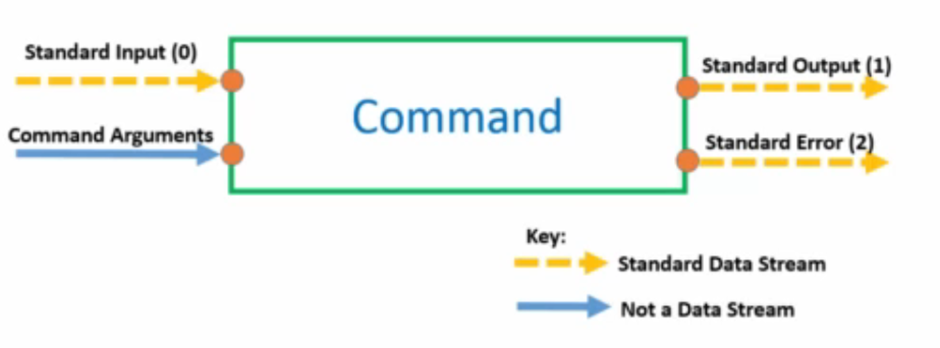 Standard Input (0)
Command Arguments
Command
Standard Output (1)
Standard Error (2)
Key:
Standard Data Stream
Not a Data Stream